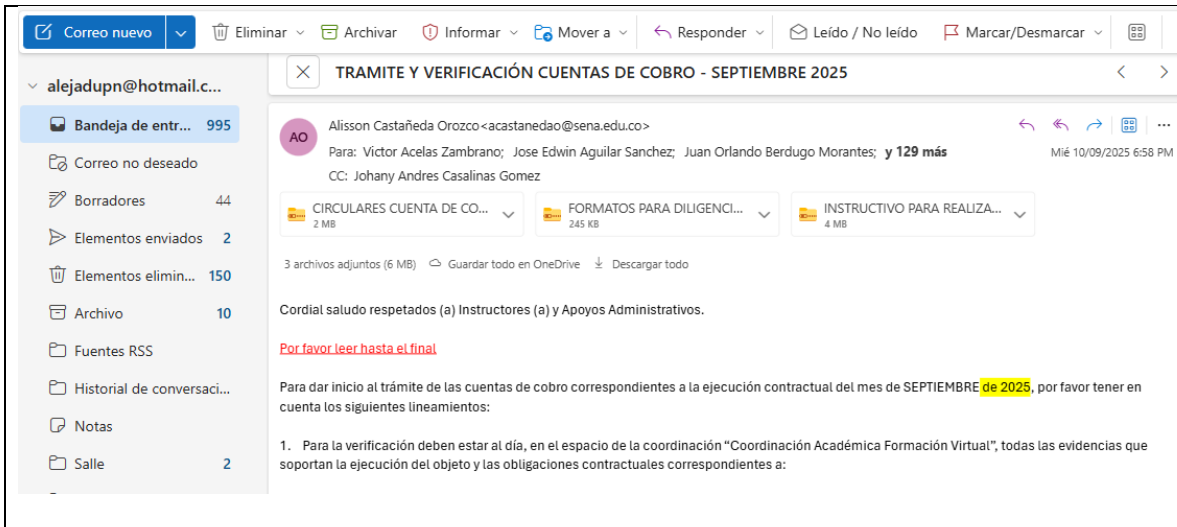 Correo nuevo
Eliminar
Archivar
Informar
Mover a
Responder
Leído / No leído
Marcar/Desmarcar
alejadupn@hotmail.c...
Bandeja de entr... 995
Correo no deseado
Borradores 44
Elementos enviados 2
Elementos elimin... 150
Archivo 10
Fuentes RSS
Historial de conversaci...
Notas
Salle 2
TRAMITE Y VERIFICACIÓN CUENTAS DE COBRO - SEPTIEMBRE 2025
AO
Alisson Castañeda Orozco<acastanedao@sena.edu.co>
Para: Victor Acelas Zambrano; Jose Edwin Aguilar Sanchez; Juan Orlando Berdugo Morantes; y 129 más
Mié 10/09/2025 6:58 PM
CC: Johany Andres Casalinas Gomez
CIRCULARES CUENTA DE CO...
2 MB
FORMATOS PARA DILIGENCI...
245 KB
INSTRUCTIVO PARA REALIZA...
4 MB
3 archivos adjuntos (6 MB) Guardar todo en OneDrive Descargar todo
Cordial saludo respetados (a) Instructores (a) y Apoyos Administrativos.
Por favor leer hasta el final
Para dar inicio al trámite de las cuentas de cobro correspondientes a la ejecución contractual del mes de SEPTIEMBRE de 2025, por favor tener en
cuenta los siguientes lineamientos:
1. Para la verificación deben estar al día, en el espacio de la coordinación “Coordinación Académica Formación Virtual”, todas las evidencias que
soportan la ejecución del objeto y las obligaciones contractuales correspondientes a: